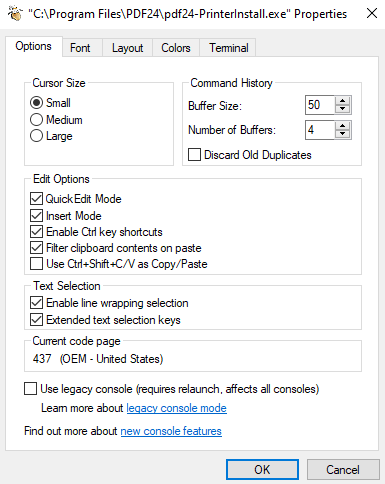 "C:\Program Files\PDF24\pdf24-PrinterInstall.exe" Properties
Options Font Layout Colors Terminal
Cursor Size
Small
Medium
Large
Command History
Buffer Size: 50
Number of Buffers: 4
Discard Old Duplicates
Edit Options
QuickEdit Mode
Insert Mode
Enable Ctrl key shortcuts
Filter clipboard contents on paste
Use Ctrl+Shift+C/V as Copy/Paste
Text Selection
Enable line wrapping selection
Extended text selection keys
Current code page
437 (OEM - United States)
Use legacy console (requires relaunch, affects all consoles)
Learn more about legacy console mode
Find out more about new console features
OK Cancel